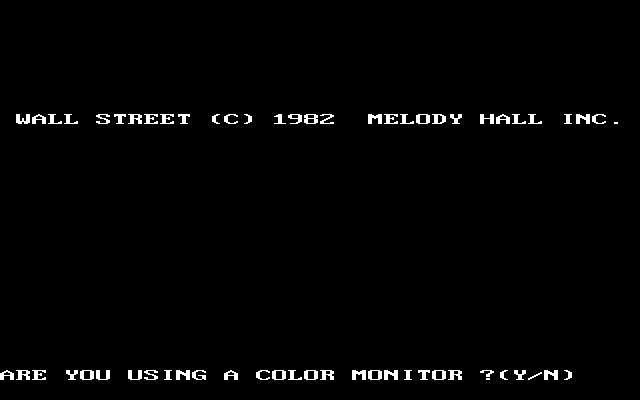 WALL STREET (C) 1982  MELODY HALL INC.
ARE YOU USING A COLOR MONITOR ?(Y/N)